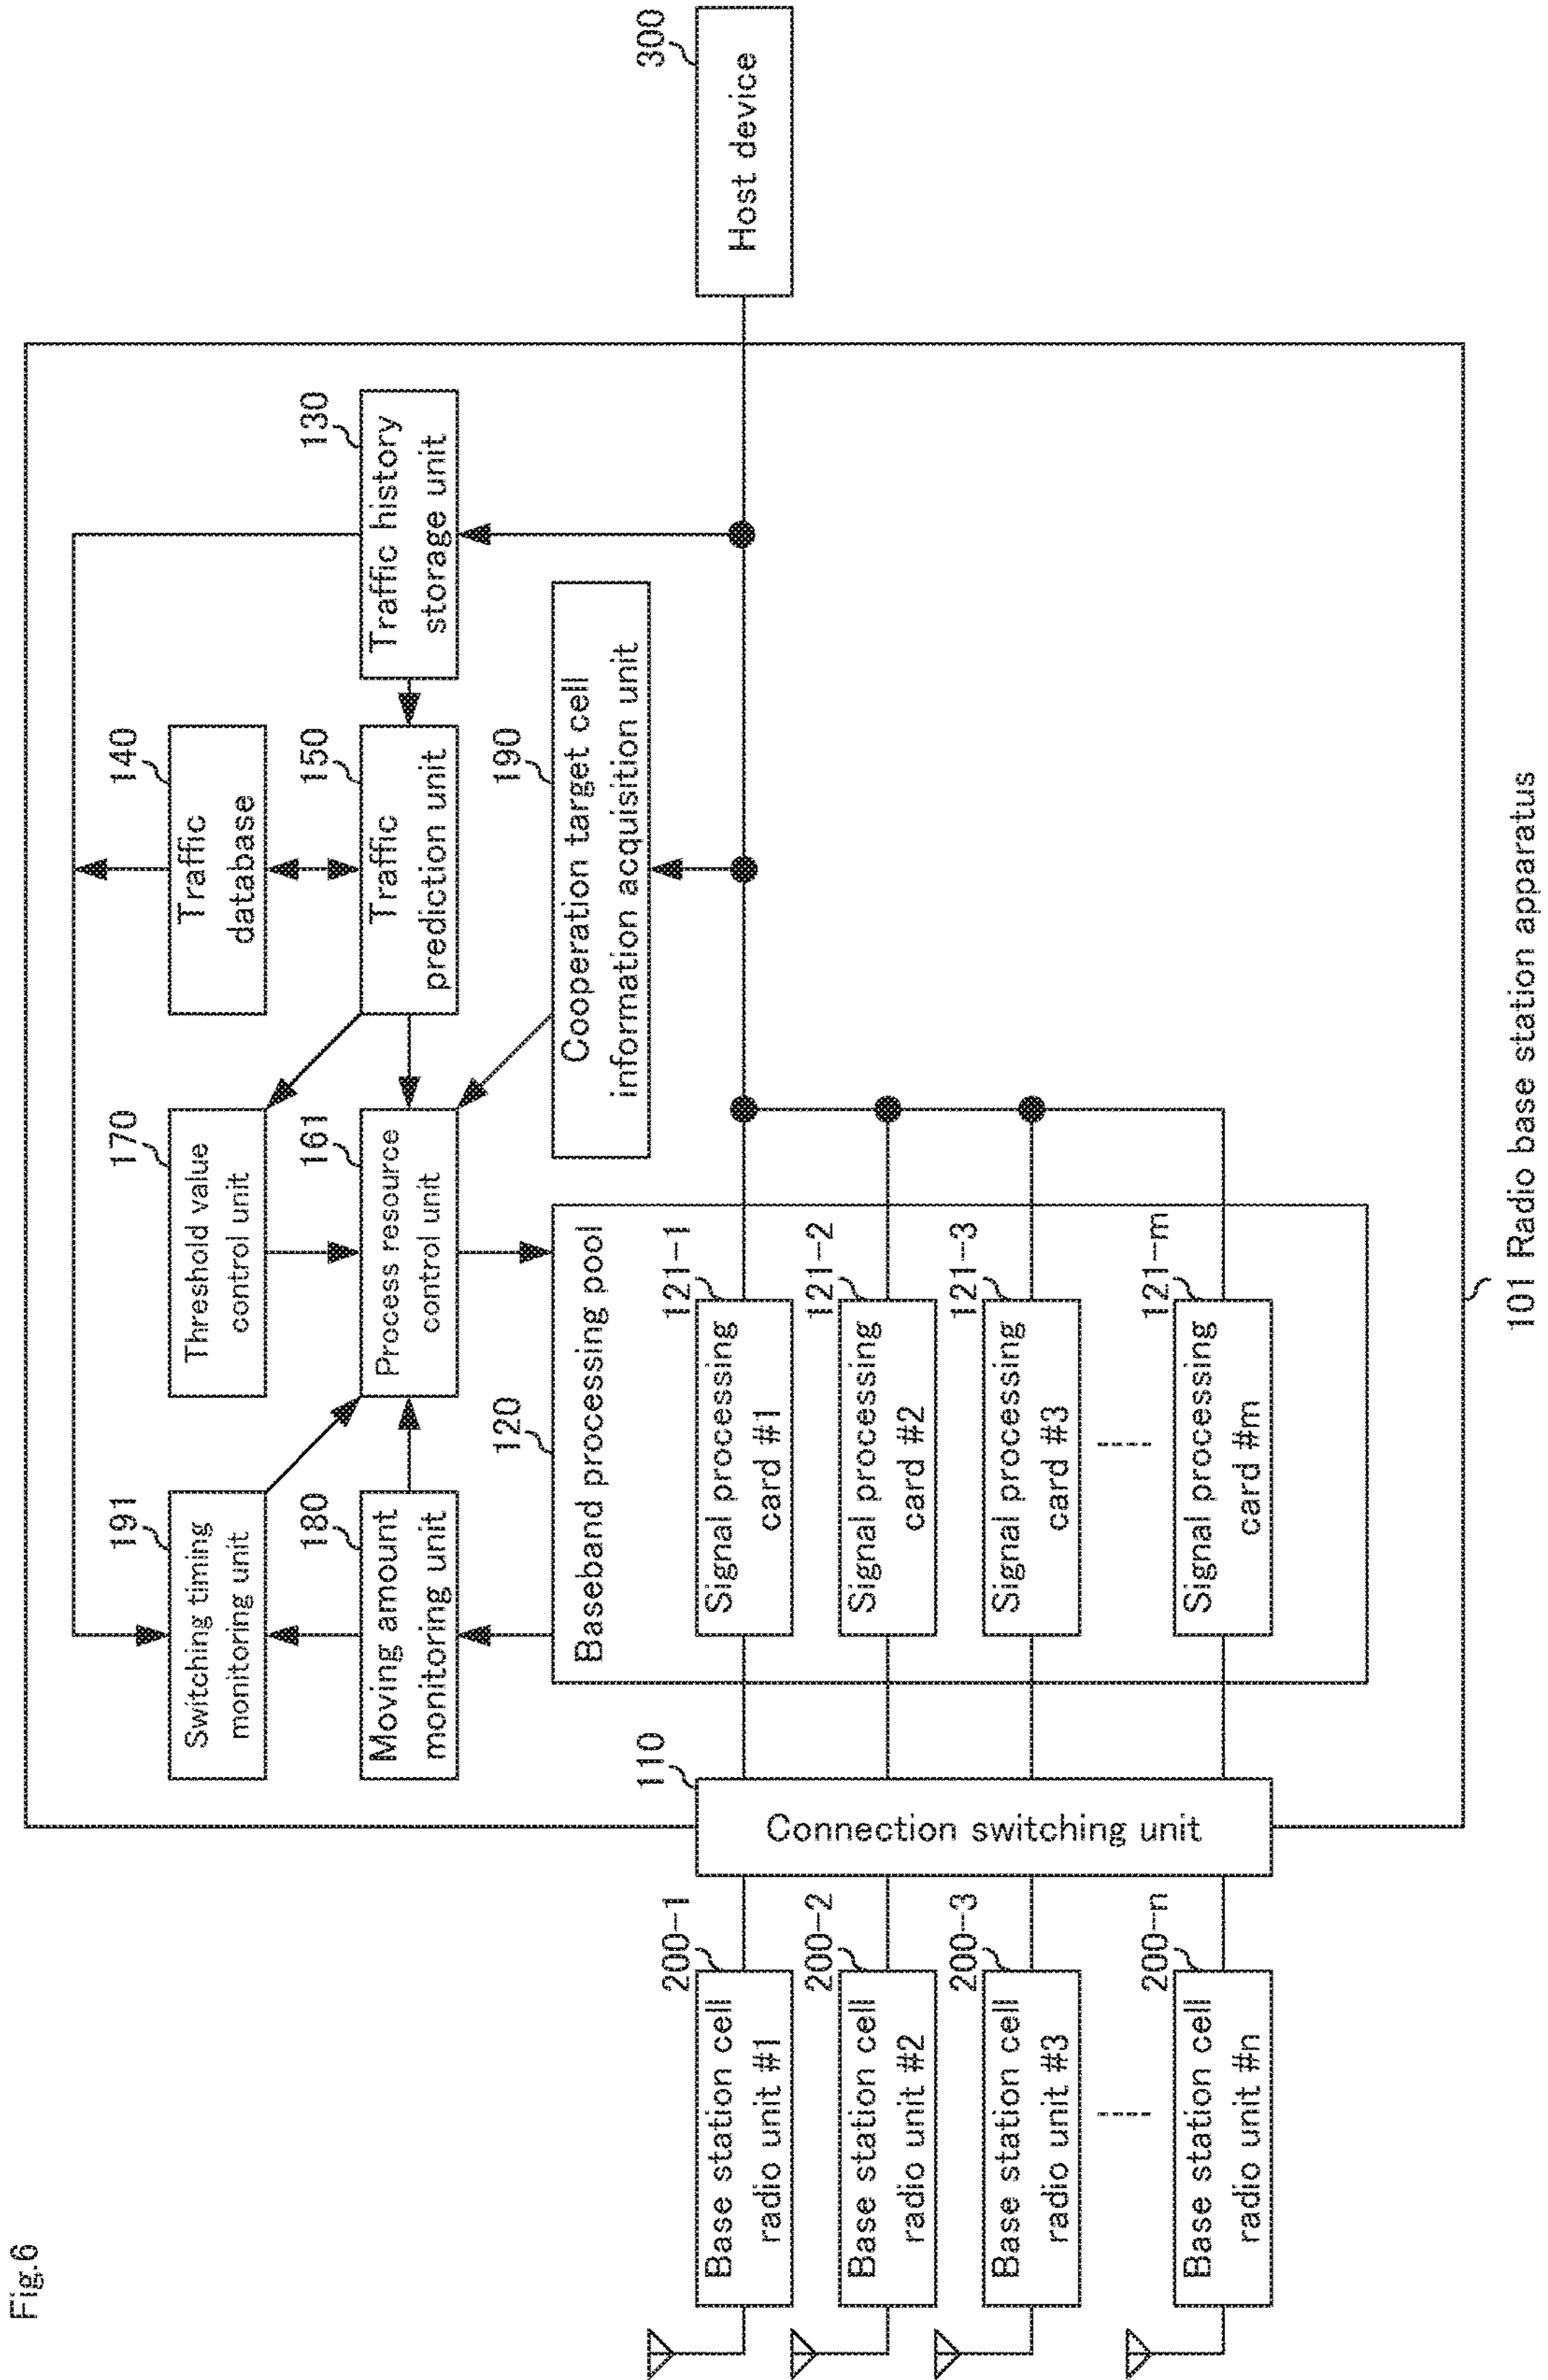 Fig.6
191
Switching timing
monitoring unit
170
Threshold value
control unit
140
Traffic
database
180
Moving amount
monitoring unit
161
Process resource
control unit
150
Traffic
prediction unit
130
Traffic history
storage unit
190
Cooperation target cell
information acquisition unit
120
Baseband processing pool
200-1
Base station cell
radio unit #1
200-2
Base station cell
radio unit #2
200-3
Base station cell
radio unit #3
200-n
Base station cell
radio unit #n
110
Connection switching unit
121-1
Signal processing
card #1
121-2
Signal processing
card #2
121-3
Signal processing
card #3
121-m
Signal processing
card #m
300
Host device
101 Radio base station apparatus